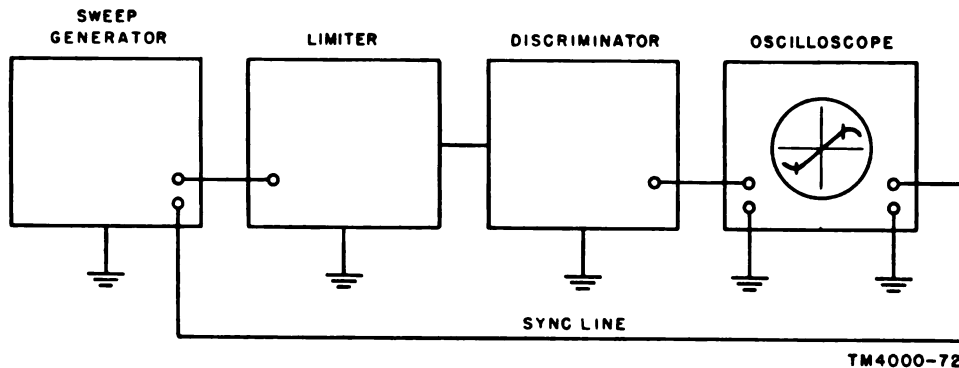 SWEEP
GENERATOR
LIMITER
DISCRIMINATOR
OSCILLOSCOPE
SYNC LINE
TM4000-72